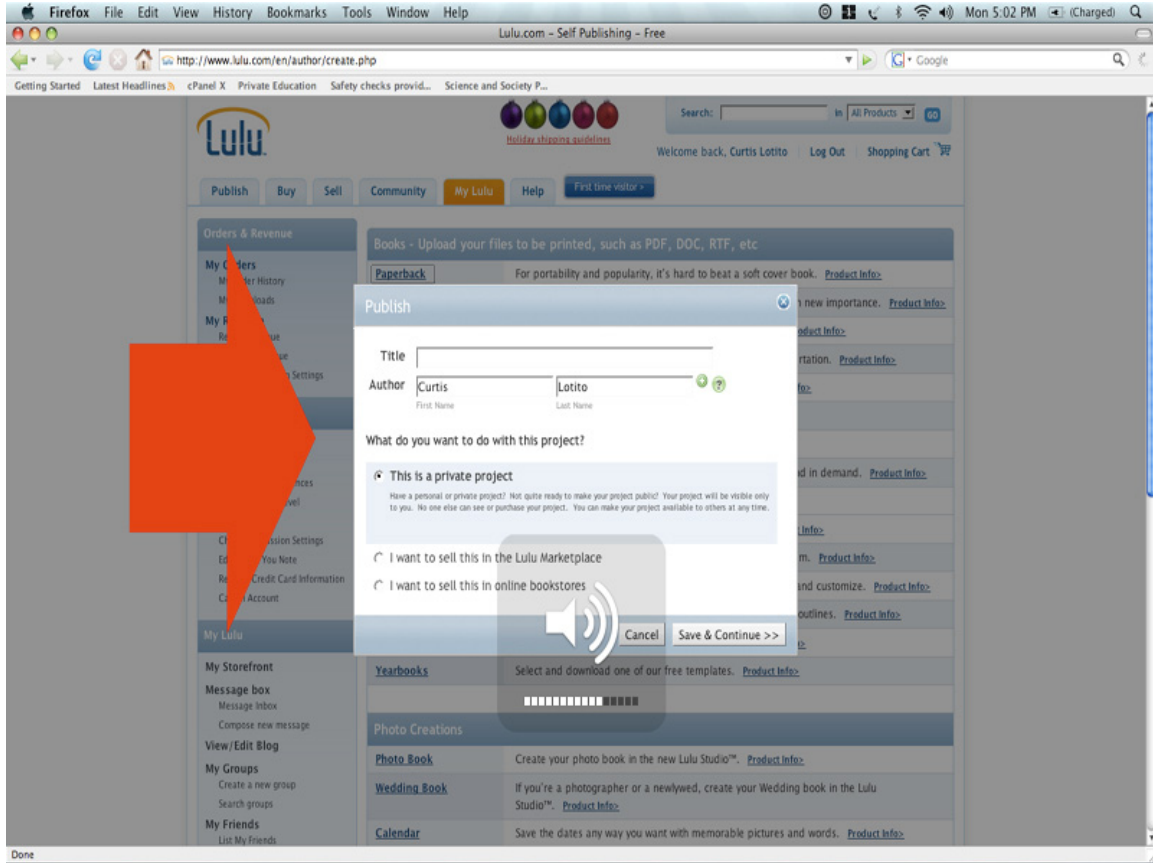 Firefox File Edit View History Bookmarks Tools Window Help Mon 5:02 PM (Charged)
Lulu.com – Self Publishing – Free
http://www.lulu.com/en/author/create.php Google
Getting Started Latest Headlines cPanel X Private Education Safety checks provid... Science and Society P...
Lulu
Holiday shipping guidelines
Search: in All Products GO
Welcome back, Curtis Lotito Log Out Shopping Cart
Publish Buy Sell Community My Lulu Help First time visitor >
Orders & Revenue
My
History
My
My
Settings
Settings
You Note
Credit Card Information
Account
My Lulu
My Storefront
Message box
Message Inbox
Compose new message
View/Edit Blog
My Groups
Create a new group
Search groups
My Friends
List My Friends
Books - Upload your files to be printed, such as PDF, DOC, RTF, etc
Paperback For portability and popularity, it's hard to beat a soft cover book. Product Info>
new importance. Product Info>
Info>
Product Info>
in demand. Product Info>
Info>
Product Info>
and customize. Product Info>
outlines. Product Info>
Publish
Title
Author Curtis Lotito
First Name Last Name
What do you want to do with this project?
This is a private project
Have a personal or private project? Not quite ready to make your project public? Your project will be visible only
to you. No one else can see or purchase your project. You can make your project available to others at any time.
I want to sell this in the Lulu Marketplace
I want to sell this in online bookstores
Cancel Save & Continue >>
Yearbooks Select and download one of our free templates. Product Info>
Photo Creations
Photo Book Create your photo book in the new Lulu Studio™. Product Info>
Wedding Book If you're a photographer or a newlywed, create your Wedding book in the Lulu
Studio™. Product Info>
Calendar Save the dates any way you want with memorable pictures and words. Product Info>
Done